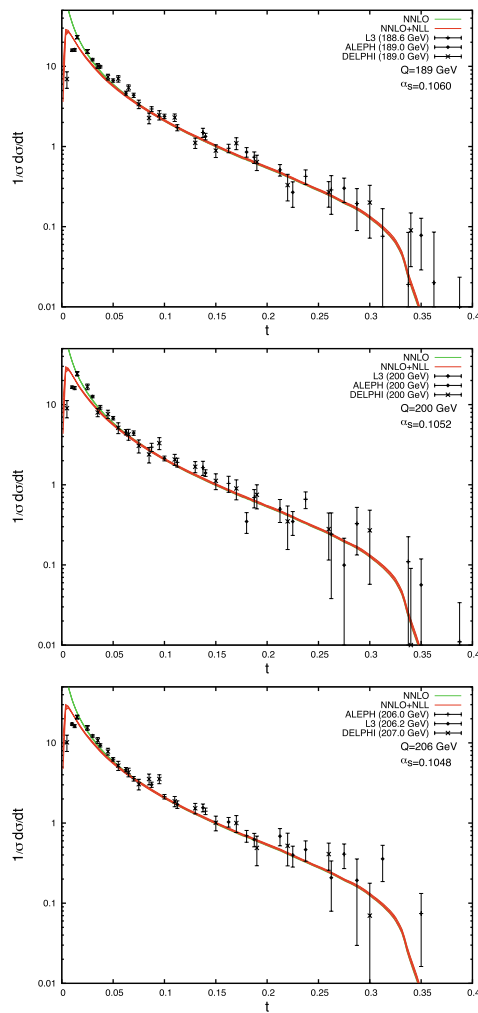 NNLO
NNLO+NLL
L3 (188.6 GeV)
ALEPH (189.0 GeV)
DELPHI (189.0 GeV)
Q=189 GeV
αs=0.1060
10
1
0.1
0.01
1/σ dσ/dt
0 0.05 0.1 0.15 0.2 0.25 0.3 0.35 0.4
t
NNLO
NNLO+NLL
L3 (200 GeV)
ALEPH (200 GeV)
DELPHI (200 GeV)
Q=200 GeV
αs=0.1052
10
1
0.1
0.01
1/σ dσ/dt
0 0.05 0.1 0.15 0.2 0.25 0.3 0.35 0.4
t
NNLO
NNLO+NLL
ALEPH (206.0 GeV)
L3 (206.2 GeV)
DELPHI (207.0 GeV)
Q=206 GeV
αs=0.1048
10
1
0.1
0.01
1/σ dσ/dt
0 0.05 0.1 0.15 0.2 0.25 0.3 0.35 0.4
t